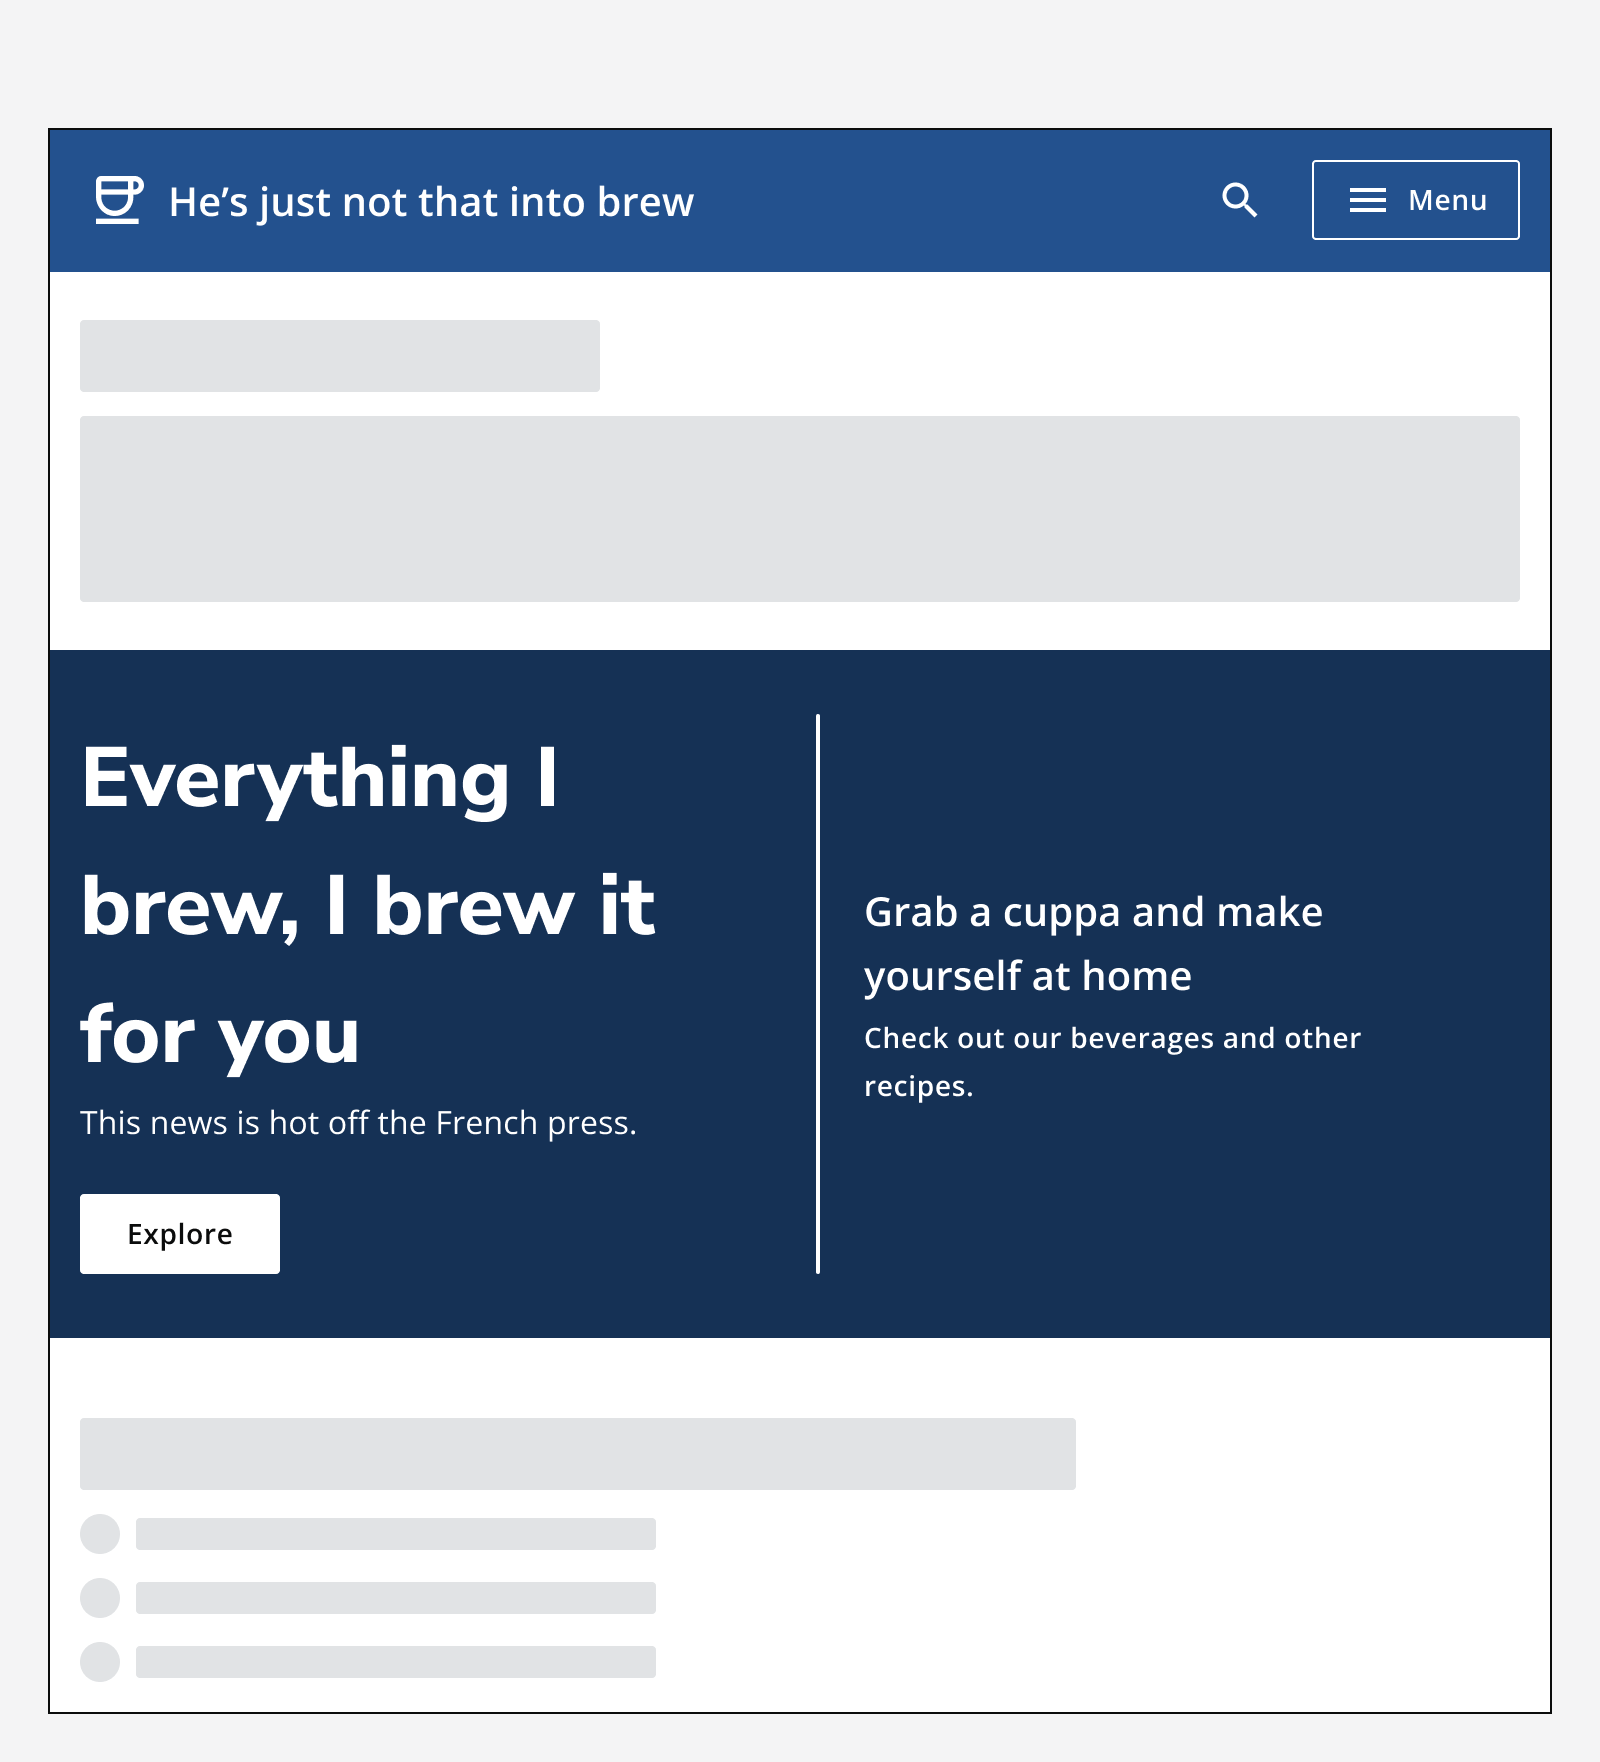 He’s just not that into brew
Menu
Everything I
brew, I brew it
for you
This news is hot off the French press.
Explore
Grab a cuppa and make
yourself at home
Check out our beverages and other
recipes.